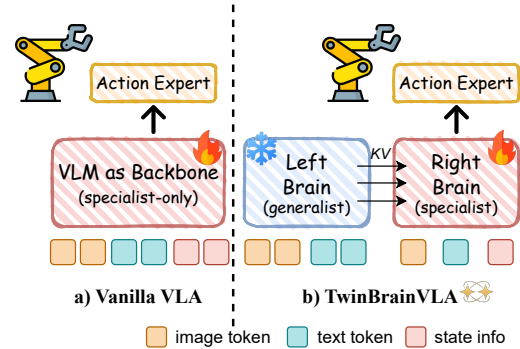 Action Expert
VLM as Backbone
(specialist-only)
a) Vanilla VLA
Action Expert
Left
Brain
(generalist)
KV
Right
Brain
(specialist)
b) TwinBrainVLA
image token
text token
state info